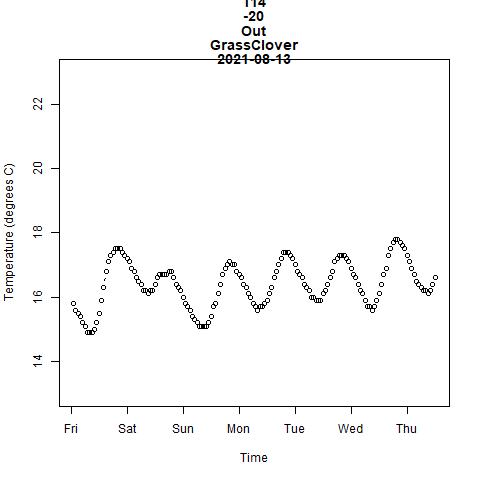 114
-20
Out
GrassClover
2021-08-13
Temperature (degrees C)
22
20
18
16
14
Fri Sat Sun Mon Tue Wed Thu
Time